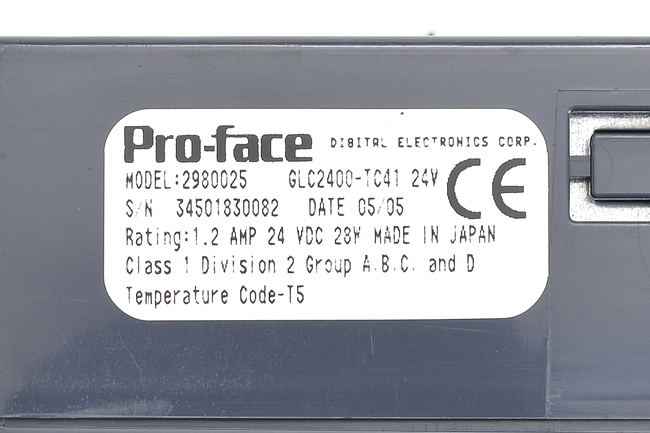 Pro-face DIGITAL ELECTRONICS CORP.
MODEL:2980025 GLC2400-TC41 24V
CE
S/N 34501830082 DATE 05/05
Rating:1.2 AMP 24 VDC 28W MADE IN JAPAN
Class 1 Division 2 Group A.B.C. and D
Temperature Code-T5